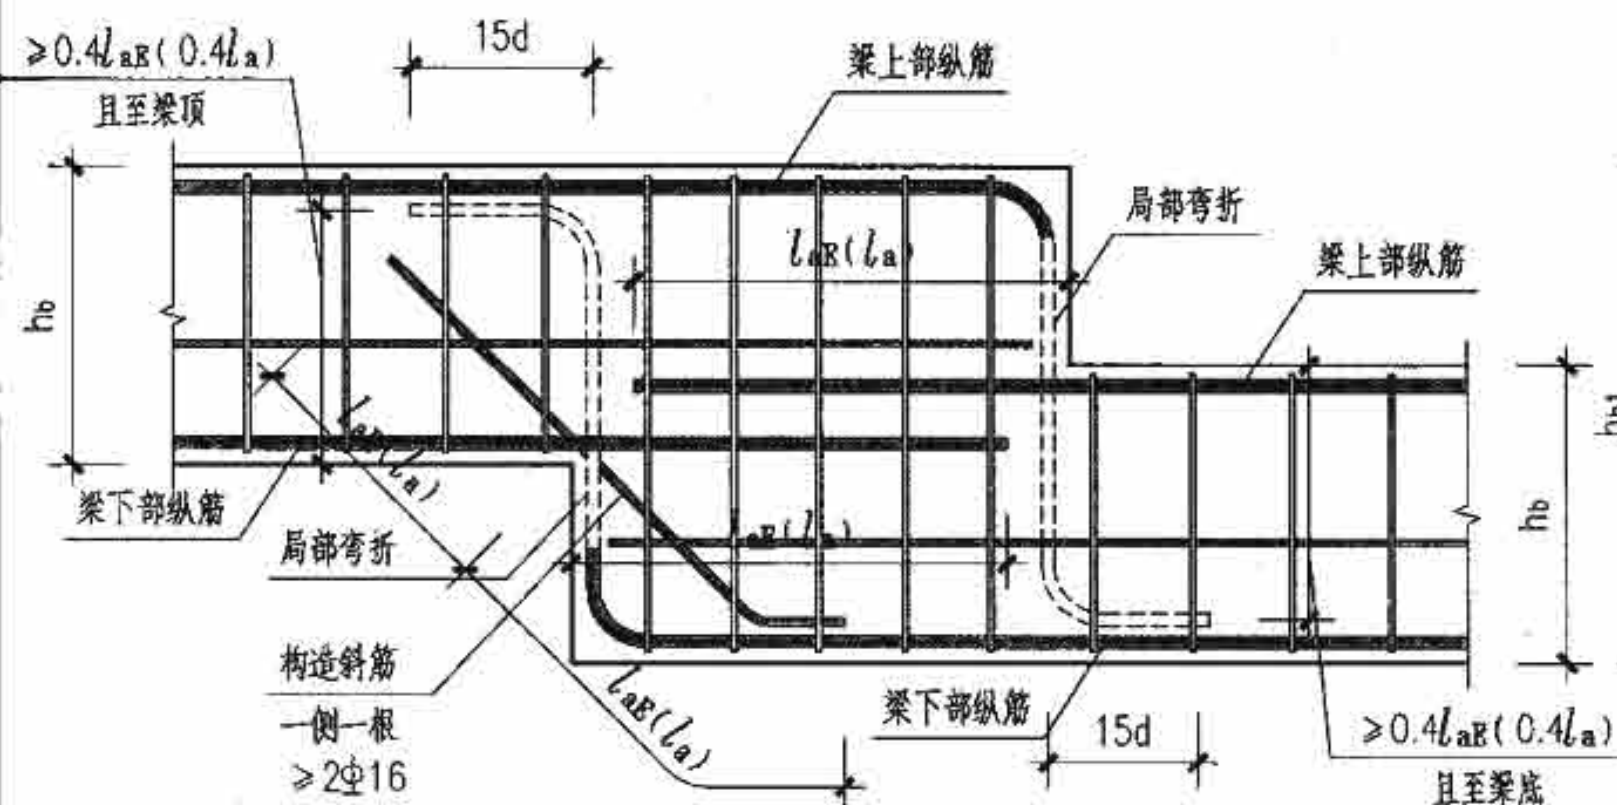 ≥0.4laE(0.4la)
且至梁顶
15d
梁上部纵筋
局部弯折
laE(la)
梁上部纵筋
hb
laE(la)
梁下部纵筋
局部弯折
laE(la)
hb
构造斜筋
一侧一根
≥2Φ16
laE(la)
梁下部纵筋
15d
≥0.4laE(0.4la)
且至梁底